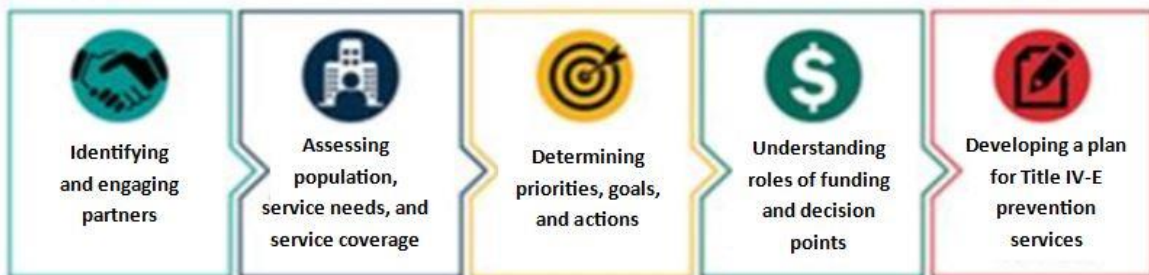 Identifying
and engaging
partners
Assessing
population,
service needs, and
service coverage
Determining
priorities, goals,
and actions
$
Understanding
roles of funding
and decision
points
Developing a plan
for Title IV-E
prevention
services